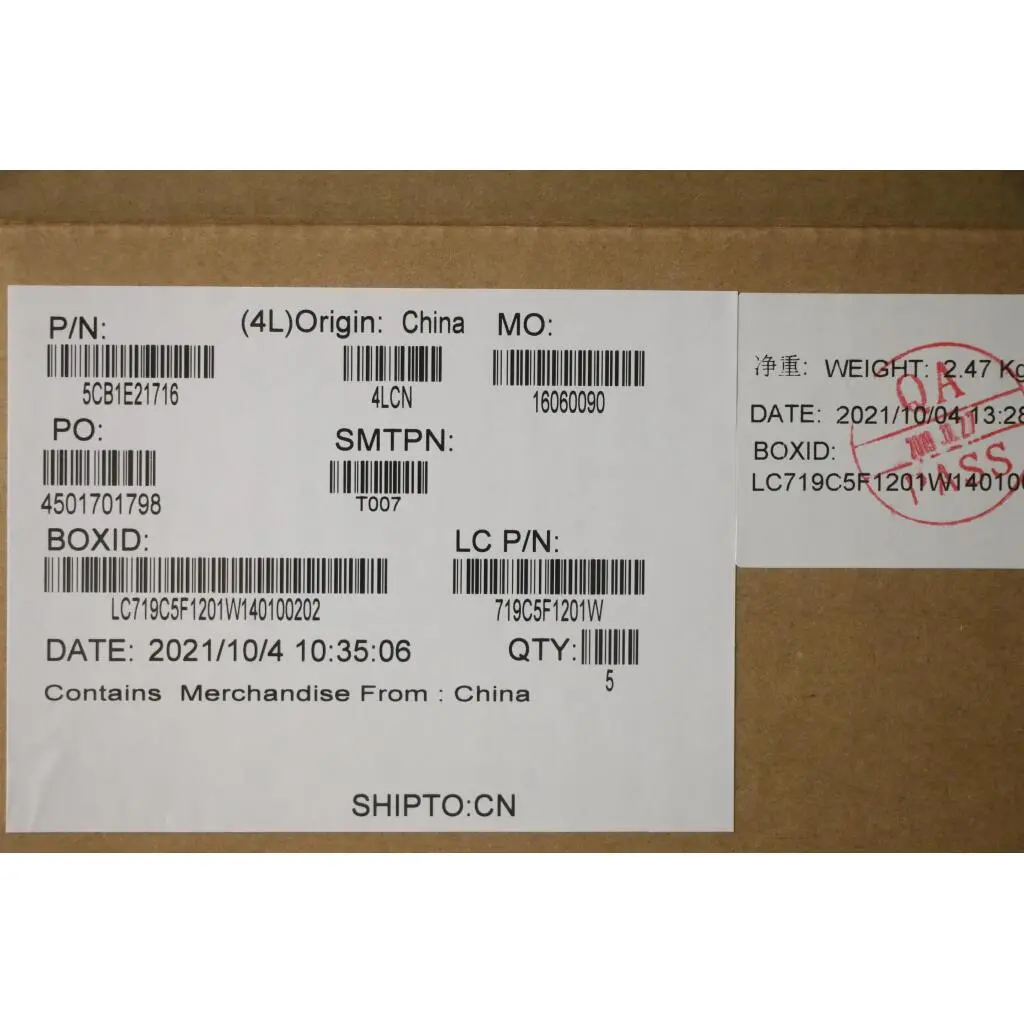 P/N:
(4L)Origin: China
MO:
5CB1E21716
4LCN
16060090
PO:
SMTPN:
4501701798
T007
BOXID:
LC P/N:
LC719C5F1201W140100202
719C5F1201W
DATE: 2021/10/4 10:35:06
QTY:
5
Contains Merchandise From : China
SHIPTO:CN
净重: WEIGHT: 2.47 Kg
DATE: 2021/10/04 13:28
BOXID:
LC719C5F1201W14010
QA
PASS